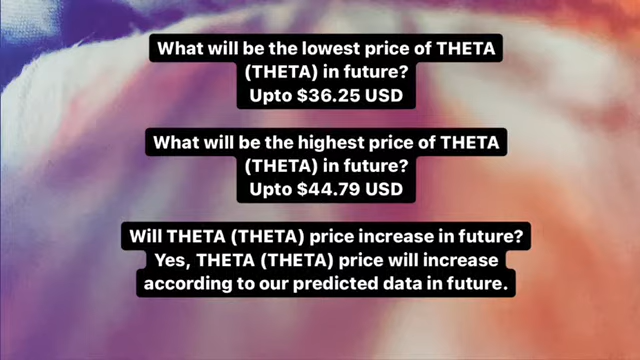 What will be the lowest price of THETA
(THETA) in future?
Upto $36.25 USD
What will be the highest price of THETA
(THETA) in future?
Upto $44.79 USD
Will THETA (THETA) price increase in future?
Yes, THETA (THETA) price will increase
according to our predicted data in future.